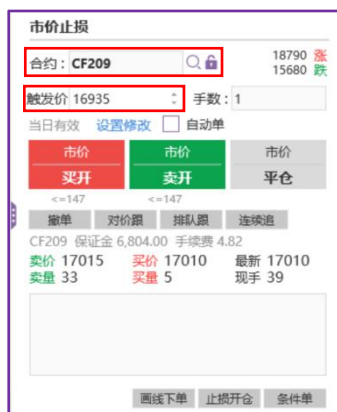 市价止损
合约：CF209 18790 涨
15680 跌
触发价 16935 手数：1
当日有效 设置修改 自动单
市价 市价 市价
买开 卖开 平仓
<=147 <=147
撤单 对价跟 排队跟 连续追
CF209 保证金 6,804.00 手续费 4.82
卖价 17015 买价 17010 最新 17010
卖量 33 买量 5 现手 39
画线下单 止损开仓 条件单